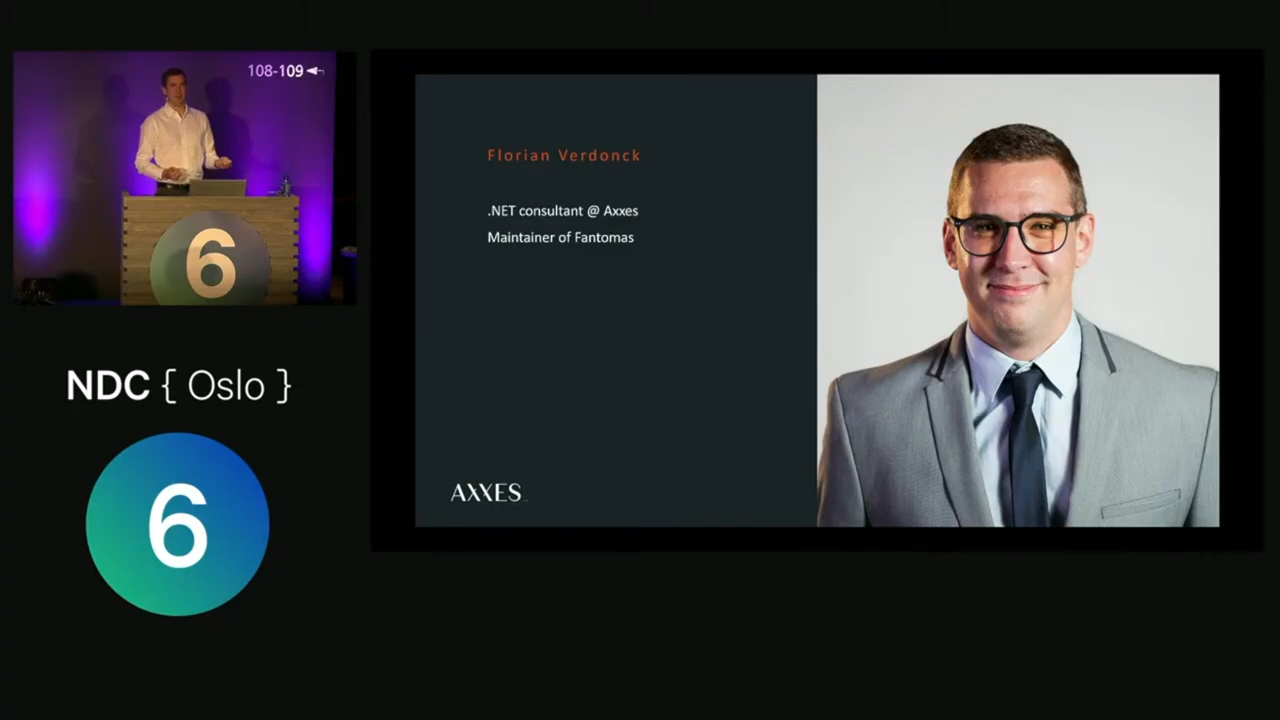 108-109
6
NDC { Oslo }
6
Florian Verdonck
.NET consultant @ Axxes
Maintainer of Fantomas
AXXES